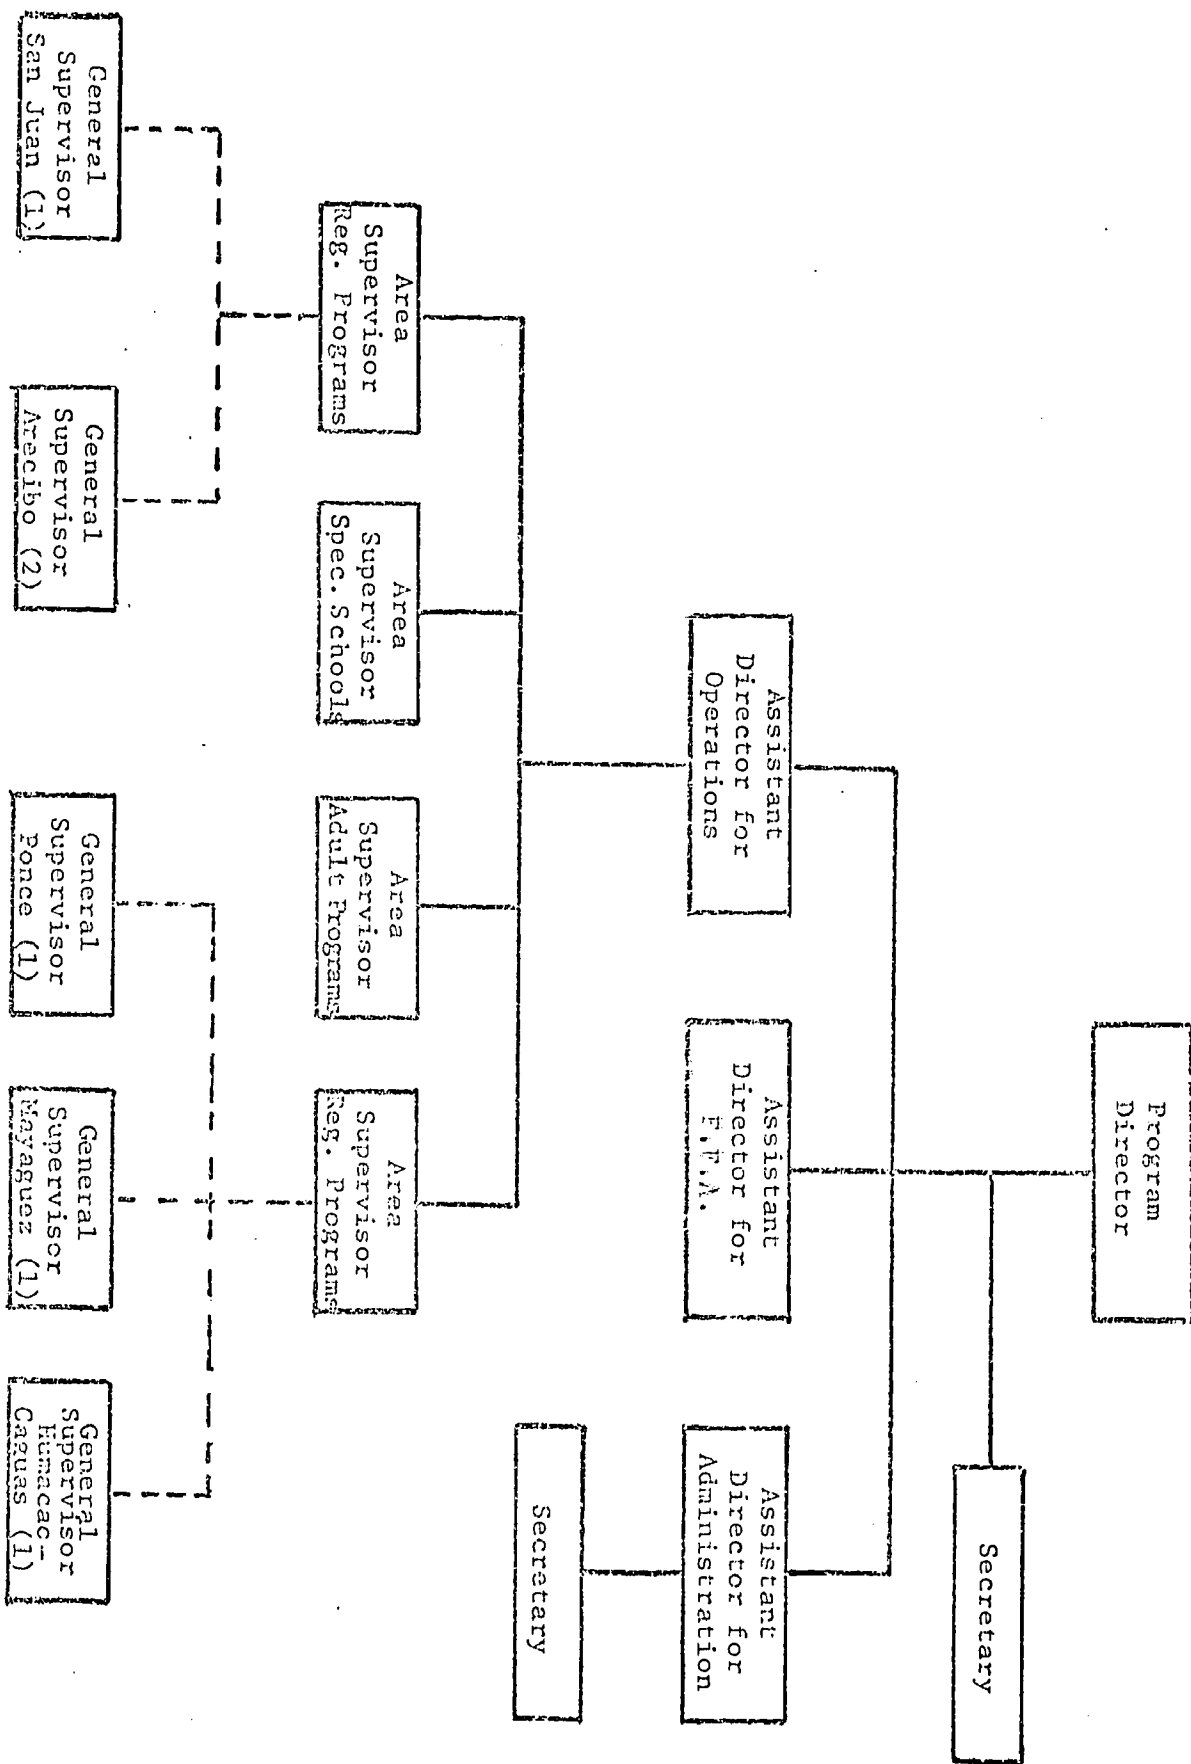 Program
Director
Secretary
Assistant
Director for
Operations
Assistant
Director for
F.F.A.
Assistant
Director for
Administration
Secretary
Area
Supervisor
Reg. Programs
Area
Supervisor
Spec. Schools
Area
Supervisor
Adult Programs
Area
Supervisor
Reg. Programs
General
Supervisor
San Juan (1)
General
Supervisor
Arecibo (2)
General
Supervisor
Ponce (1)
General
Supervisor
Mayaguez (1)
General
Supervisor
Humacao-
Caguas (1)